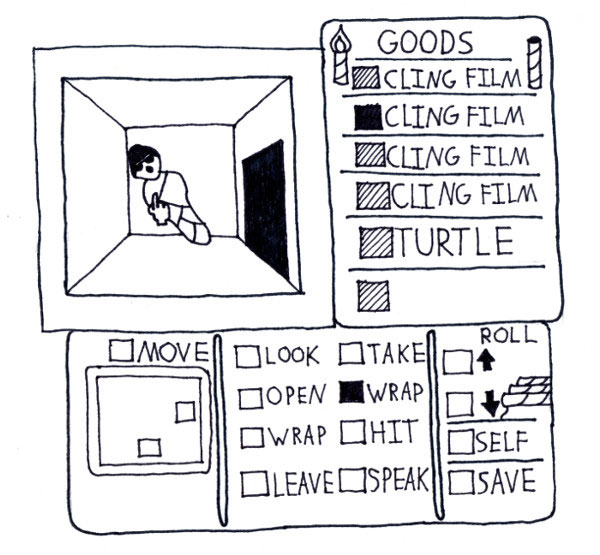 GOODS
CLING FILM
CLING FILM
CLING FILM
CLING FILM
TURTLE
MOVE
LOOK
TAKE
OPEN
WRAP
WRAP
HIT
LEAVE
SPEAK
ROLL
SELF
SAVE